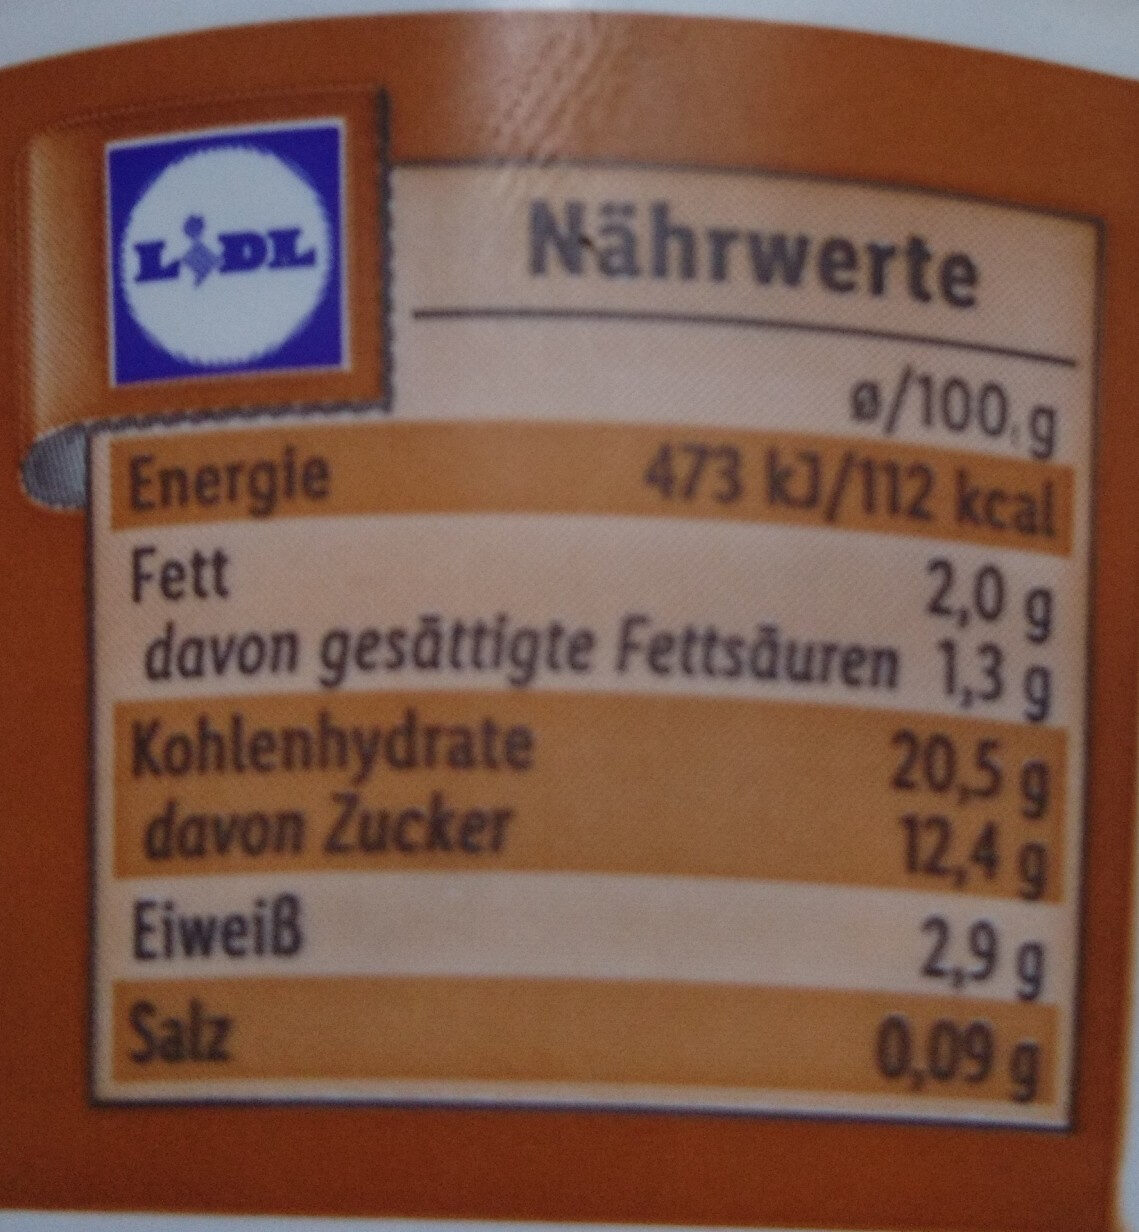 LIDL
Nährwerte
ø/100 g
Energie 473 kJ/112 kcal
Fett 2,0 g
davon gesättigte Fettsäuren 1,3 g
Kohlenhydrate 20,5 g
davon Zucker 12,4 g
Eiweiß 2,9 g
Salz 0,09 g